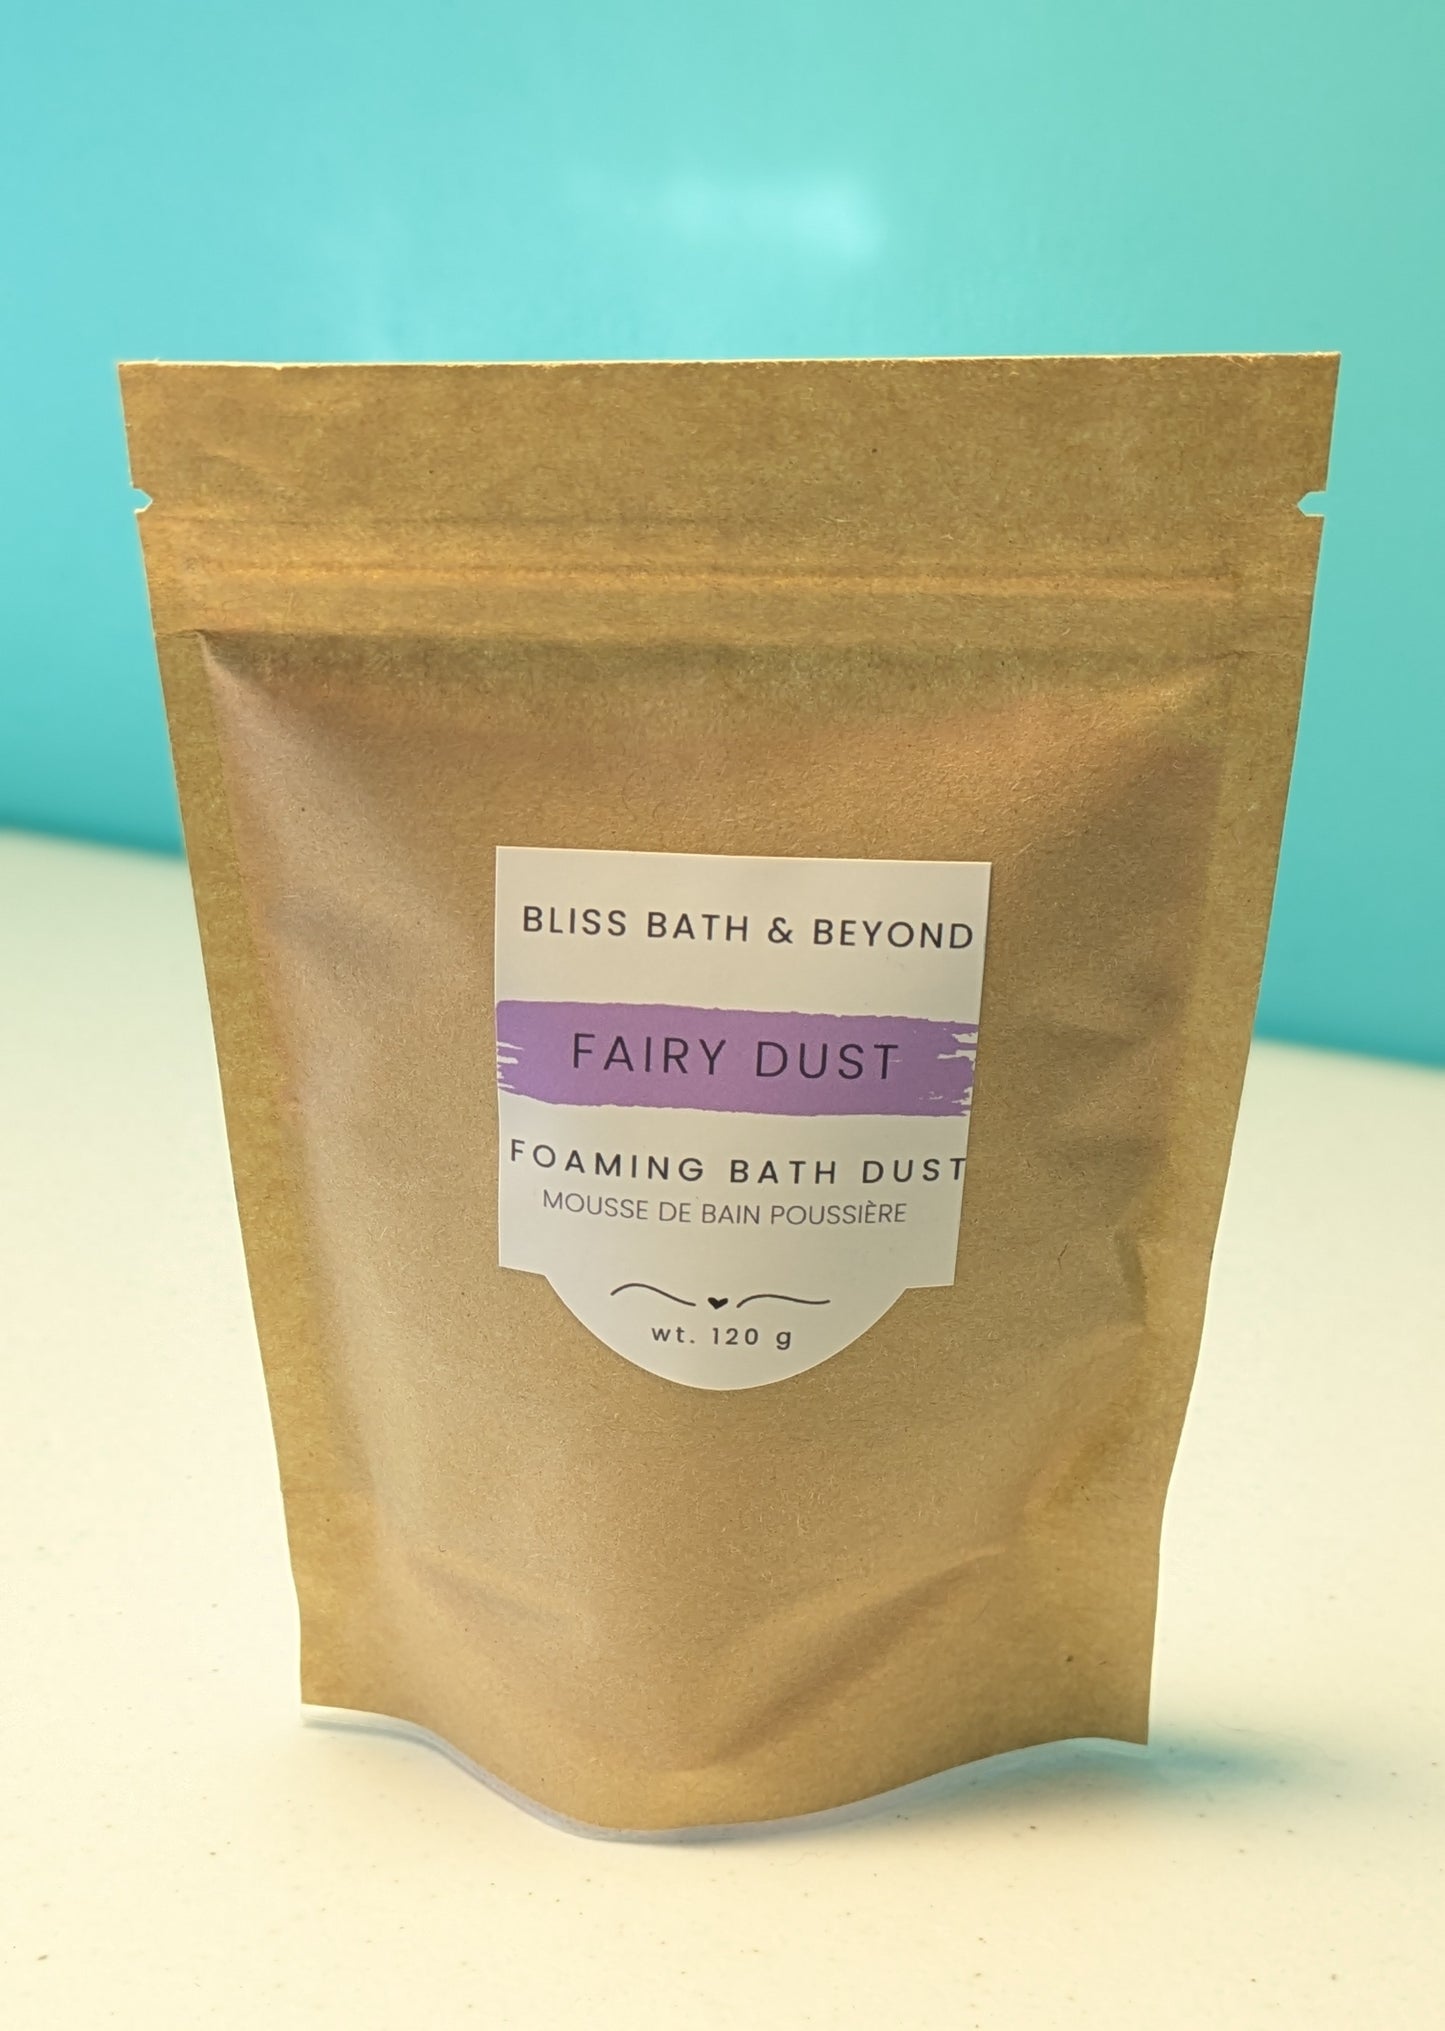 BLISS BATH & BEYOND
FAIRY DUST
FOAMING BATH DUST
MOUSSE DE BAIN POUSSIÈRE
wt. 120 g